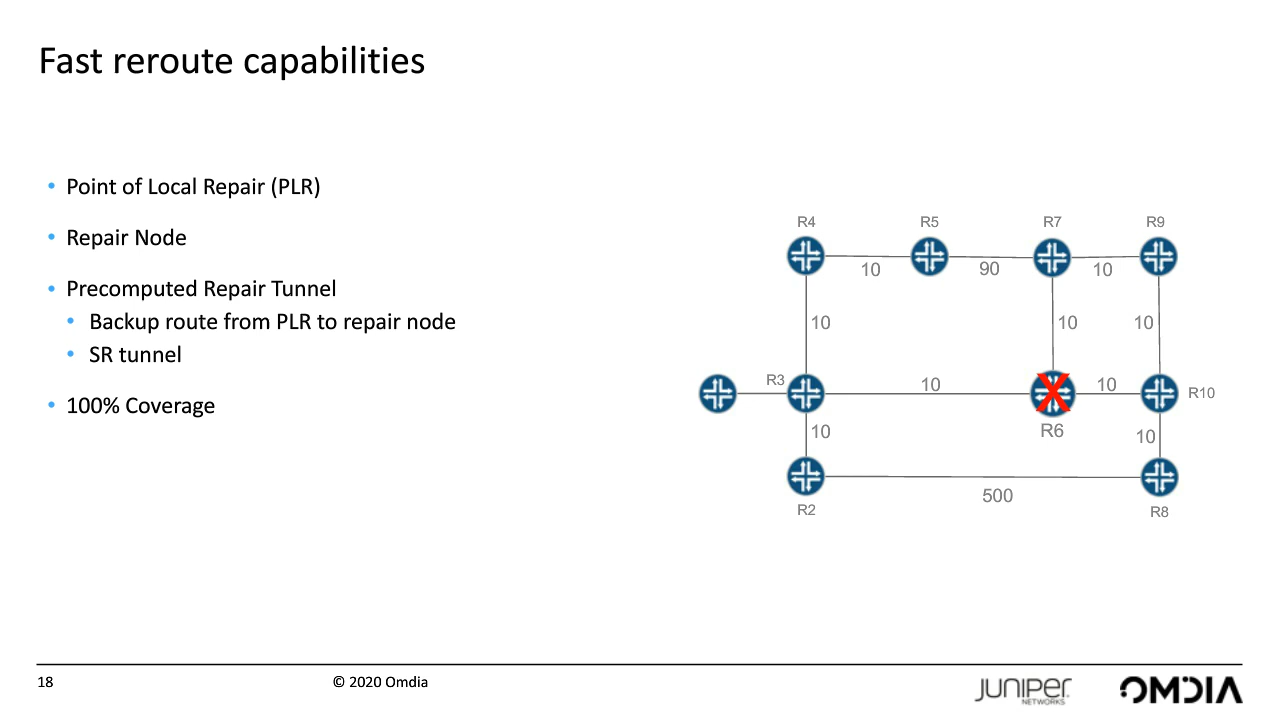 Fast reroute capabilities
• Point of Local Repair (PLR)
• Repair Node
• Precomputed Repair Tunnel
• Backup route from PLR to repair node
• SR tunnel
• 100% Coverage
R4 R5 R7 R9
10 90 10
10 10 10
R3 10 10 R10
R6
10 10
500
R2 R8
18 © 2020 Omdia
JUNIPER NETWORKS OMDIA